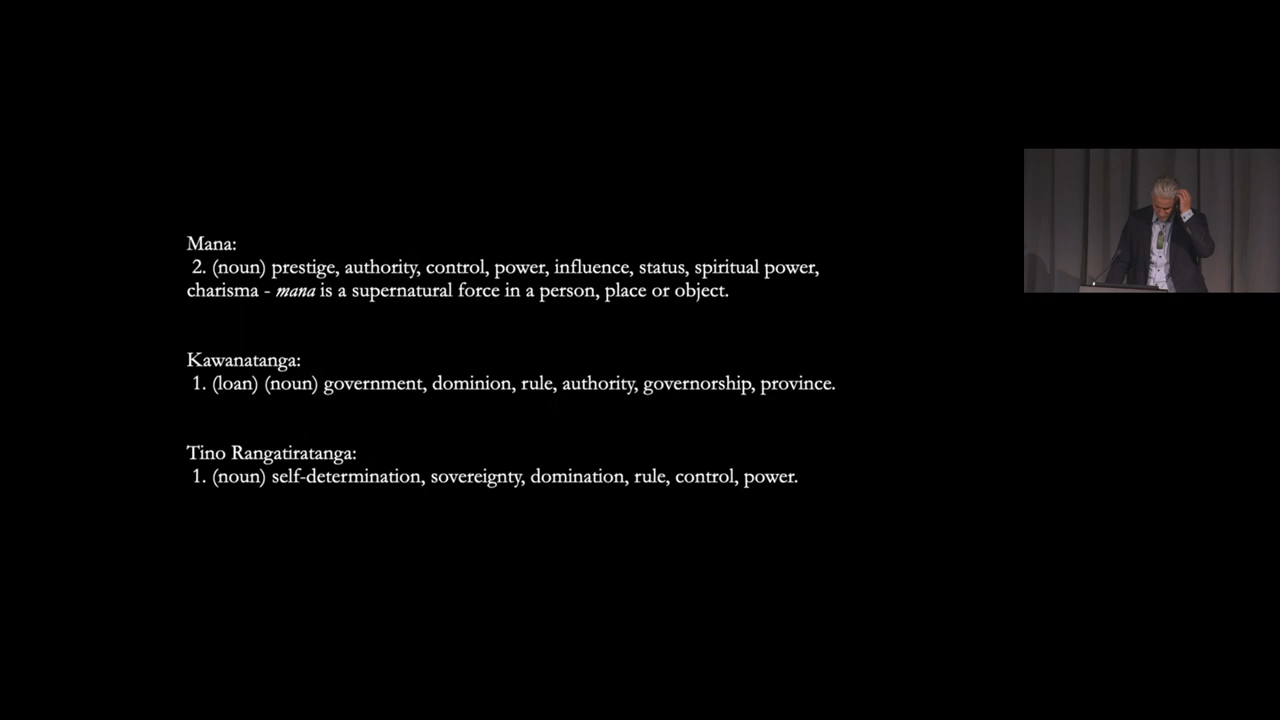 Mana:
2. (noun) prestige, authority, control, power, influence, status, spiritual power,
charisma - mana is a supernatural force in a person, place or object.
Kawanatanga:
1. (loan) (noun) government, dominion, rule, authority, governorship, province.
Tino Rangatiratanga:
1. (noun) self-determination, sovereignty, domination, rule, control, power.